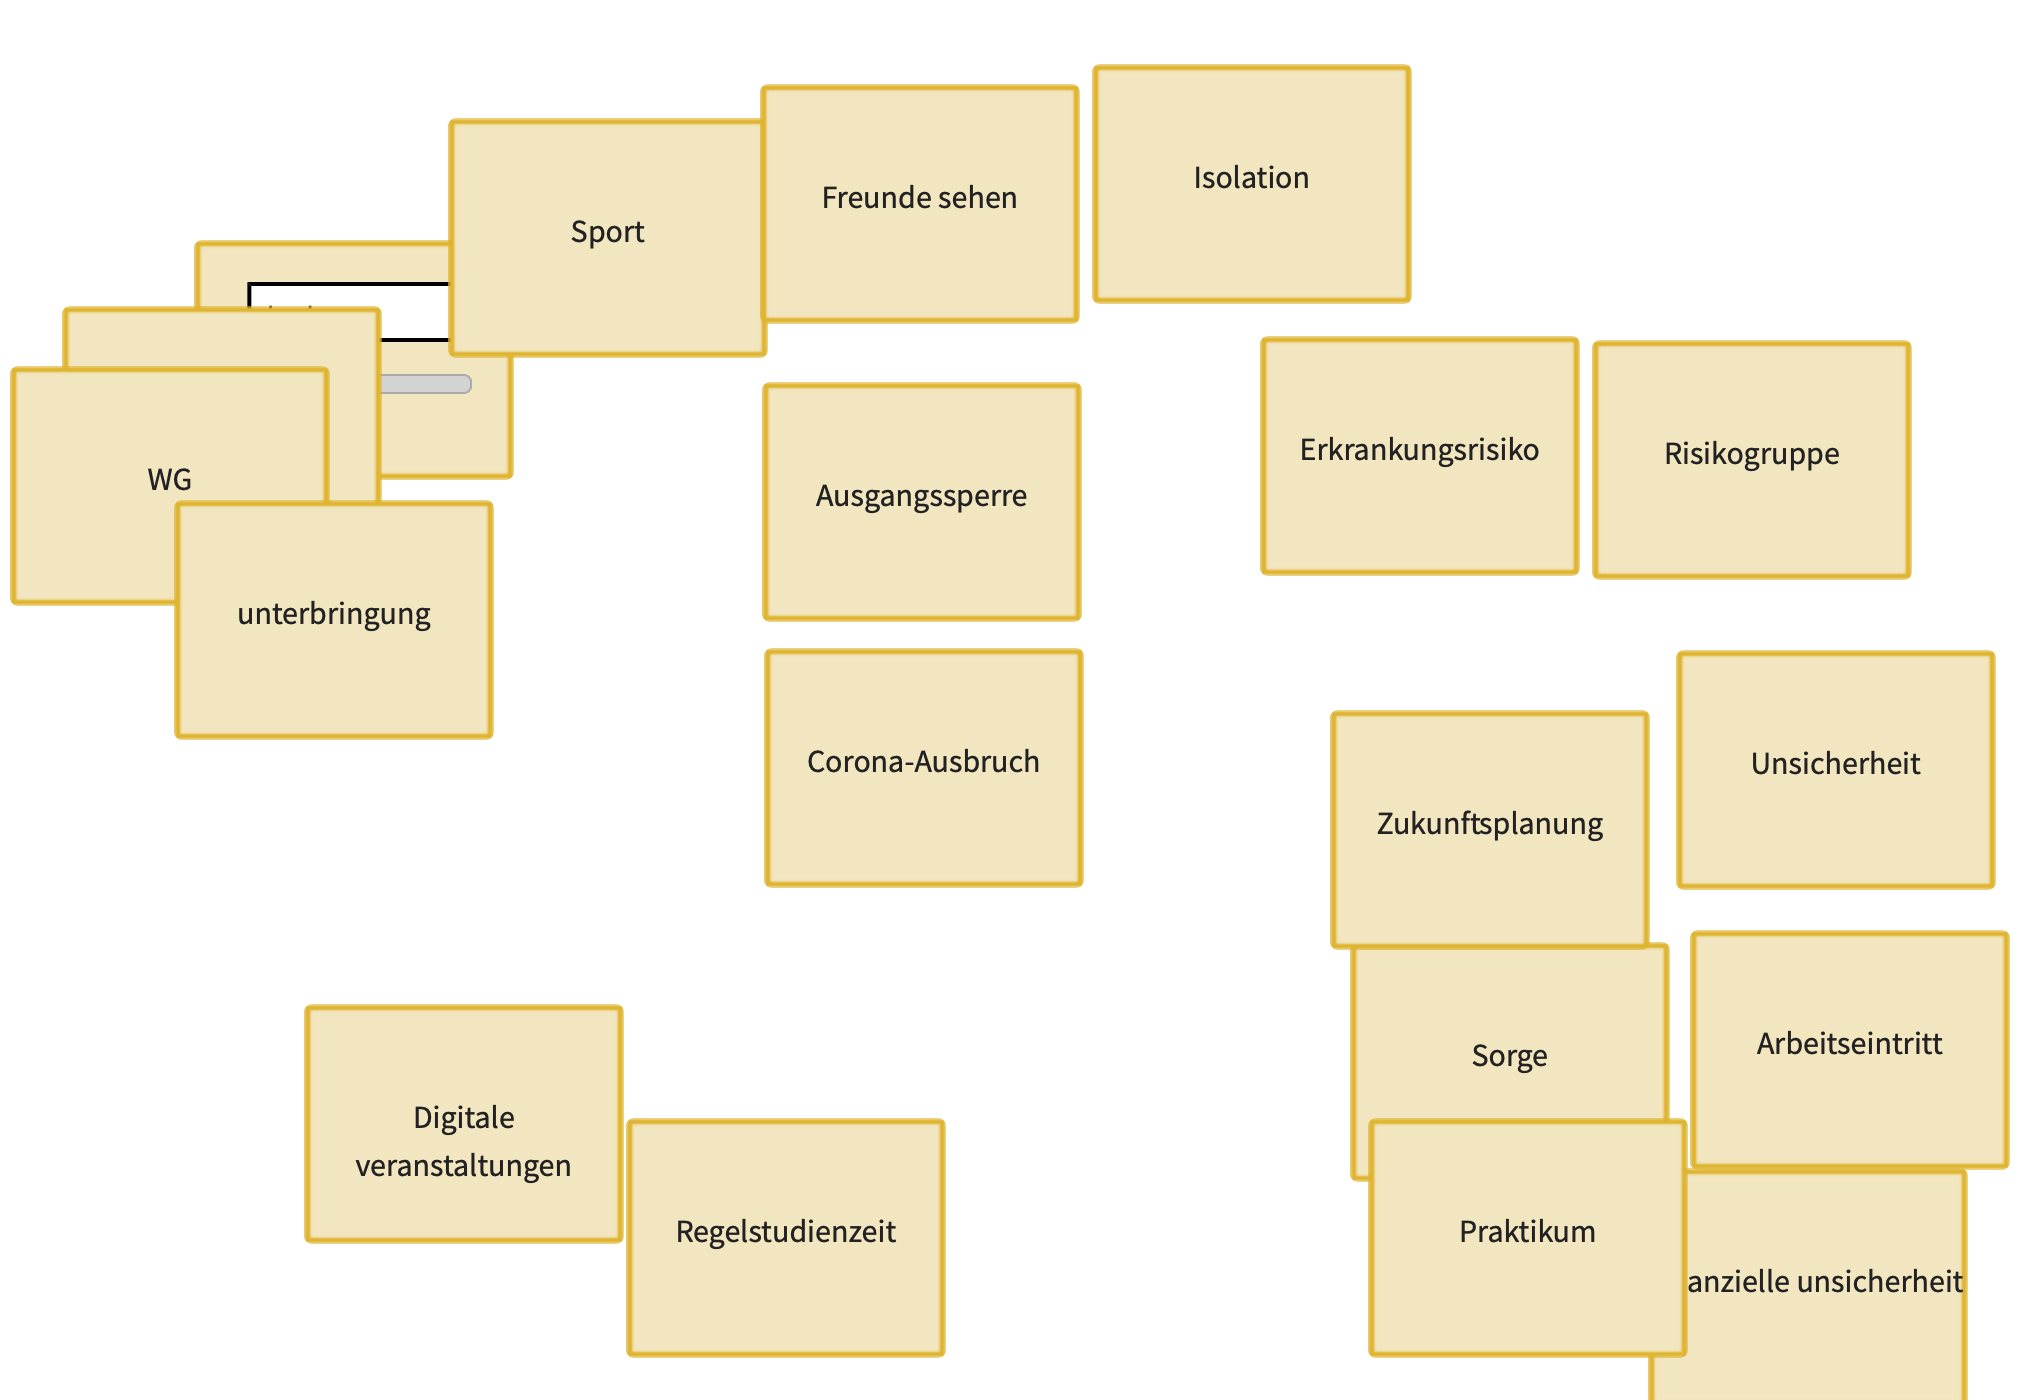 Isolation
Freunde sehen
Sport
Erkrankungsrisiko
Risikogruppe
WG
Ausgangssperre
unterbringung
Corona-Ausbruch
Unsicherheit
Zukunftsplanung
Arbeitseintritt
Sorge
Digitale
veranstaltungen
Regelstudienzeit
Praktikum
anzielle unsicherheit